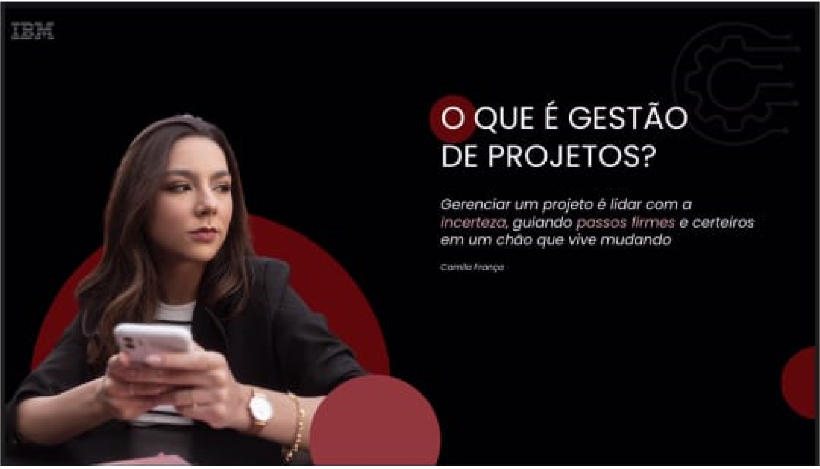 IBM
O QUE É GESTÃO
DE PROJETOS?
Gerenciar um projeto é lidar com a
incerteza, guiando passos firmes e certeiros
em um chão que vive mudando
Camila França